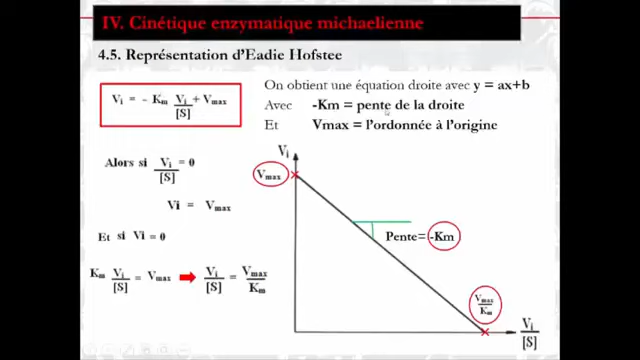 IV. Cinétique enzymatique michaelienne
4.5. Représentation d'Eadie Hofstee
Vi = - Km Vi/[S] + Vmax
On obtient une équation droite avec y = ax+b
Avec -Km = pente de la droite
Et Vmax = l'ordonnée à l'origine
Alors si Vi/[S] = 0
Vi = Vmax
Et si Vi = 0
Km Vi/[S] = Vmax Vi/[S] = Vmax/Km
Vi
Vmax
Pente= -Km
Vmax/Km
Vi/[S]